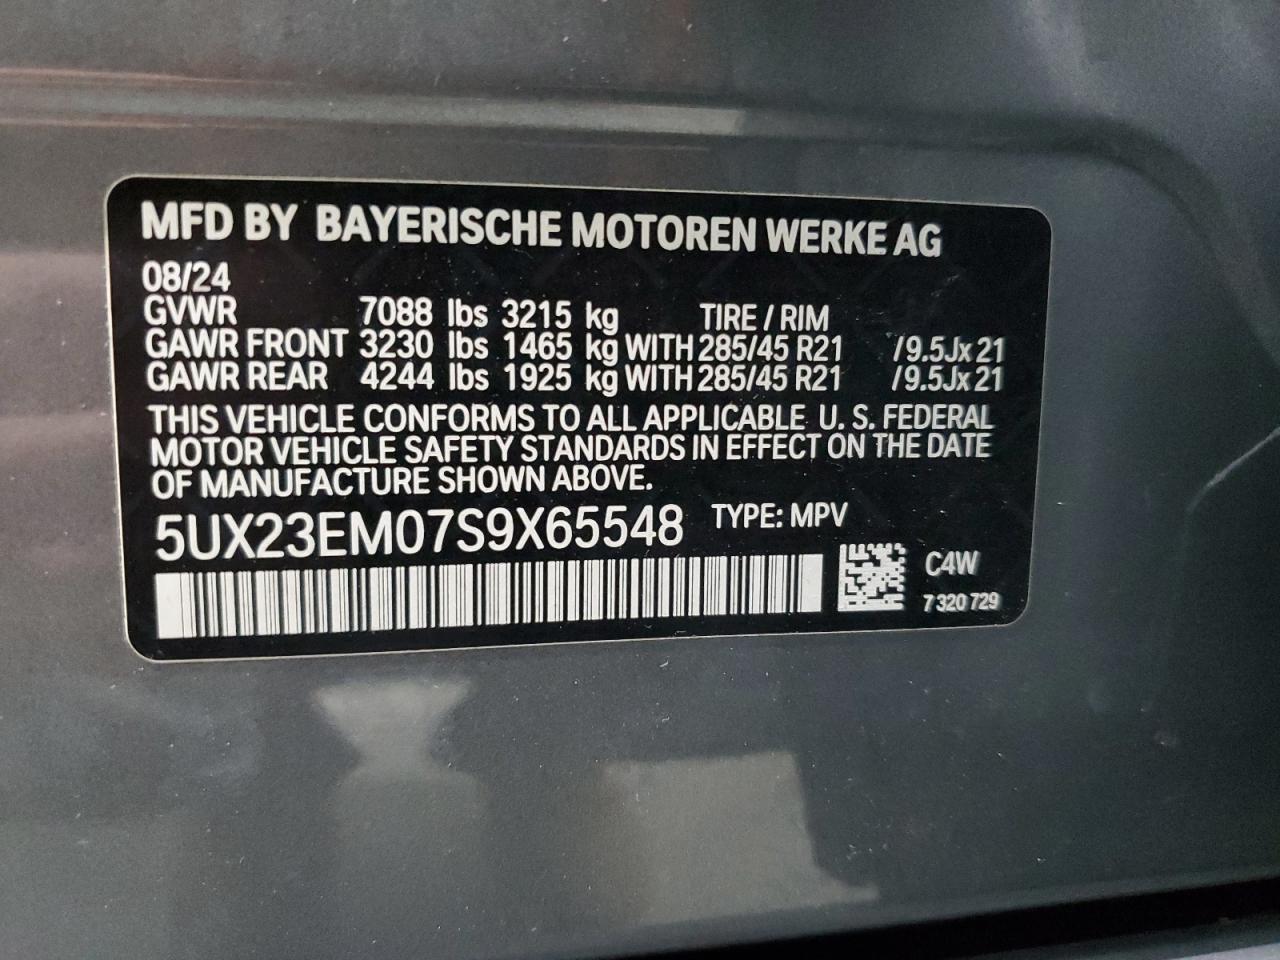 MFD BY BAYERISCHE MOTOREN WERKE AG
08/24
GVWR 7088 lbs 3215 kg TIRE / RIM
GAWR FRONT 3230 lbs 1465 kg WITH 285/45 R21 /9.5Jx21
GAWR REAR 4244 lbs 1925 kg WITH 285/45 R21 /9.5Jx21
THIS VEHICLE CONFORMS TO ALL APPLICABLE U. S. FEDERAL
MOTOR VEHICLE SAFETY STANDARDS IN EFFECT ON THE DATE
OF MANUFACTURE SHOWN ABOVE.
5UX23EM07S9X65548 TYPE: MPV
C4W
7 320 729